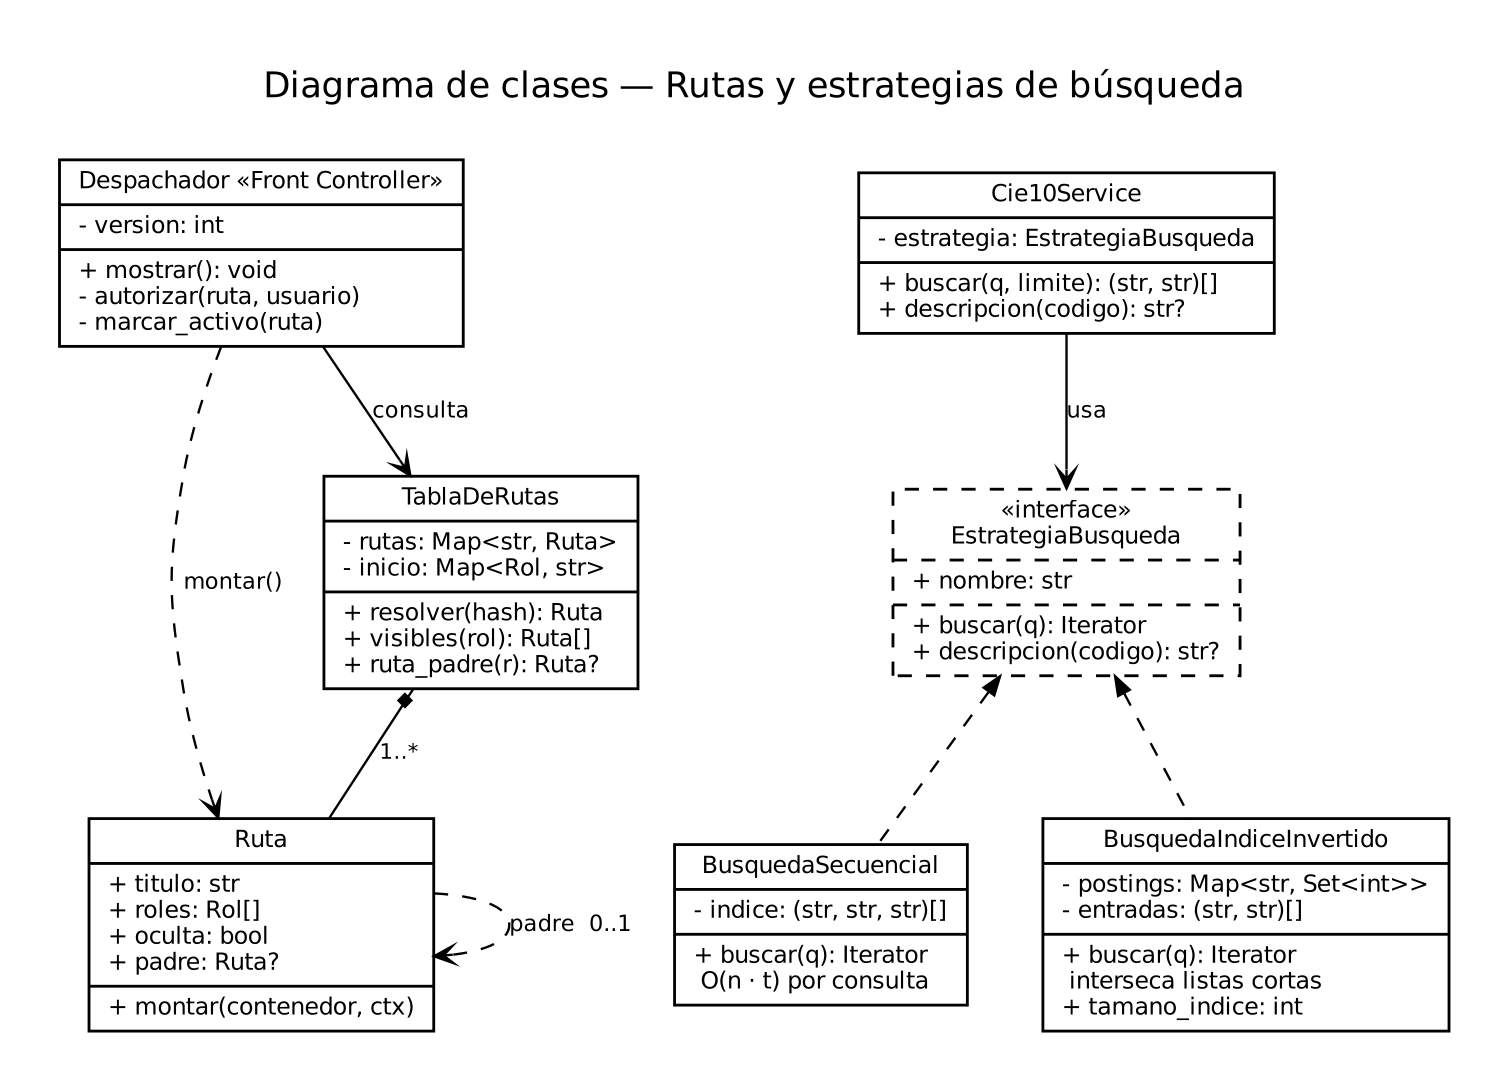 Diagrama de clases — Rutas y estrategias de búsqueda
Despachador «Front Controller»
- version: int
+ mostrar(): void
- autorizar(ruta, usuario)
- marcar_activo(ruta)
consulta
montar()
TablaDeRutas
- rutas: Map<str, Ruta>
- inicio: Map<Rol, str>
+ resolver(hash): Ruta
+ visibles(rol): Ruta[]
+ ruta_padre(r): Ruta?
1..*
Ruta
+ titulo: str
+ roles: Rol[]
+ oculta: bool
+ padre: Ruta?
+ montar(contenedor, ctx)
padre 0..1
Cie10Service
- estrategia: EstrategiaBusqueda
+ buscar(q, limite): (str, str)[]
+ descripcion(codigo): str?
usa
«interface»
EstrategiaBusqueda
+ nombre: str
+ buscar(q): Iterator
+ descripcion(codigo): str?
BusquedaSecuencial
- indice: (str, str, str)[]
+ buscar(q): Iterator
O(n · t) por consulta
BusquedaIndiceInvertido
- postings: Map<str, Set<int>>
- entradas: (str, str)[]
+ buscar(q): Iterator
interseca listas cortas
+ tamano_indice: int